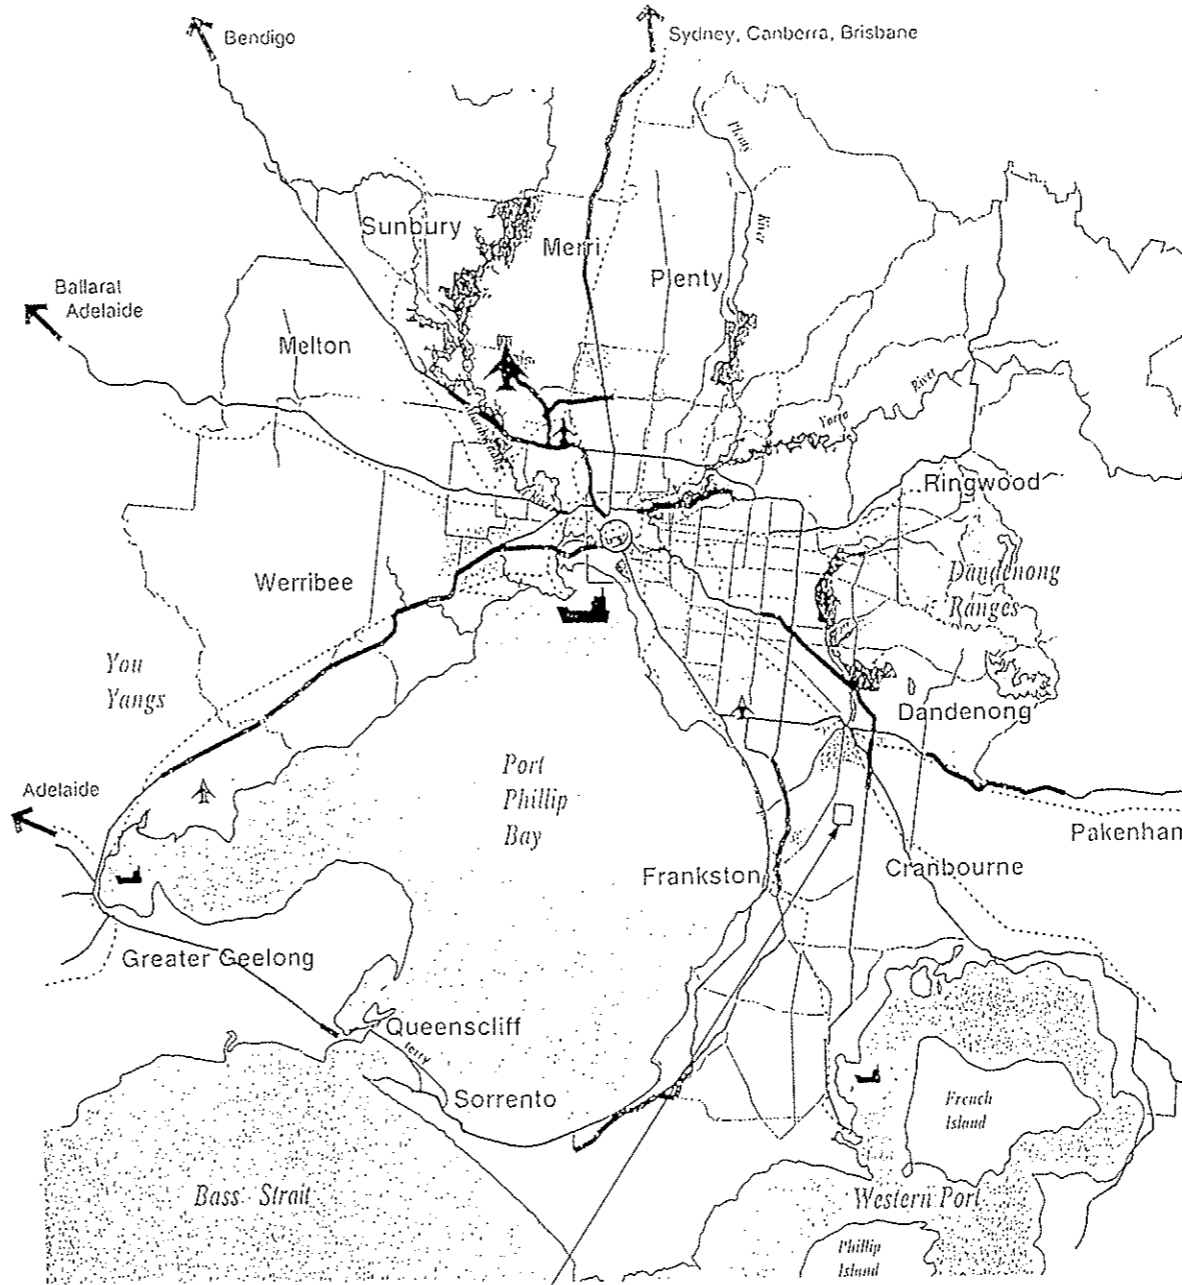 Bendigo
Sydney, Canberra, Brisbane
Plenty
River
Sunbury
Merri
Plenty
Ballarat
Adelaide
Melton
River
Yarra
Ringwood
Werribee
Dandenong
Ranges
You
Yangs
Dandenong
Port
Phillip
Bay
Adelaide
Pakenham
Frankston
Cranbourne
Greater Geelong
Queenscliff
ferry
Sorrento
French
Island
Bass Strait
Western Port
Phillip
Island